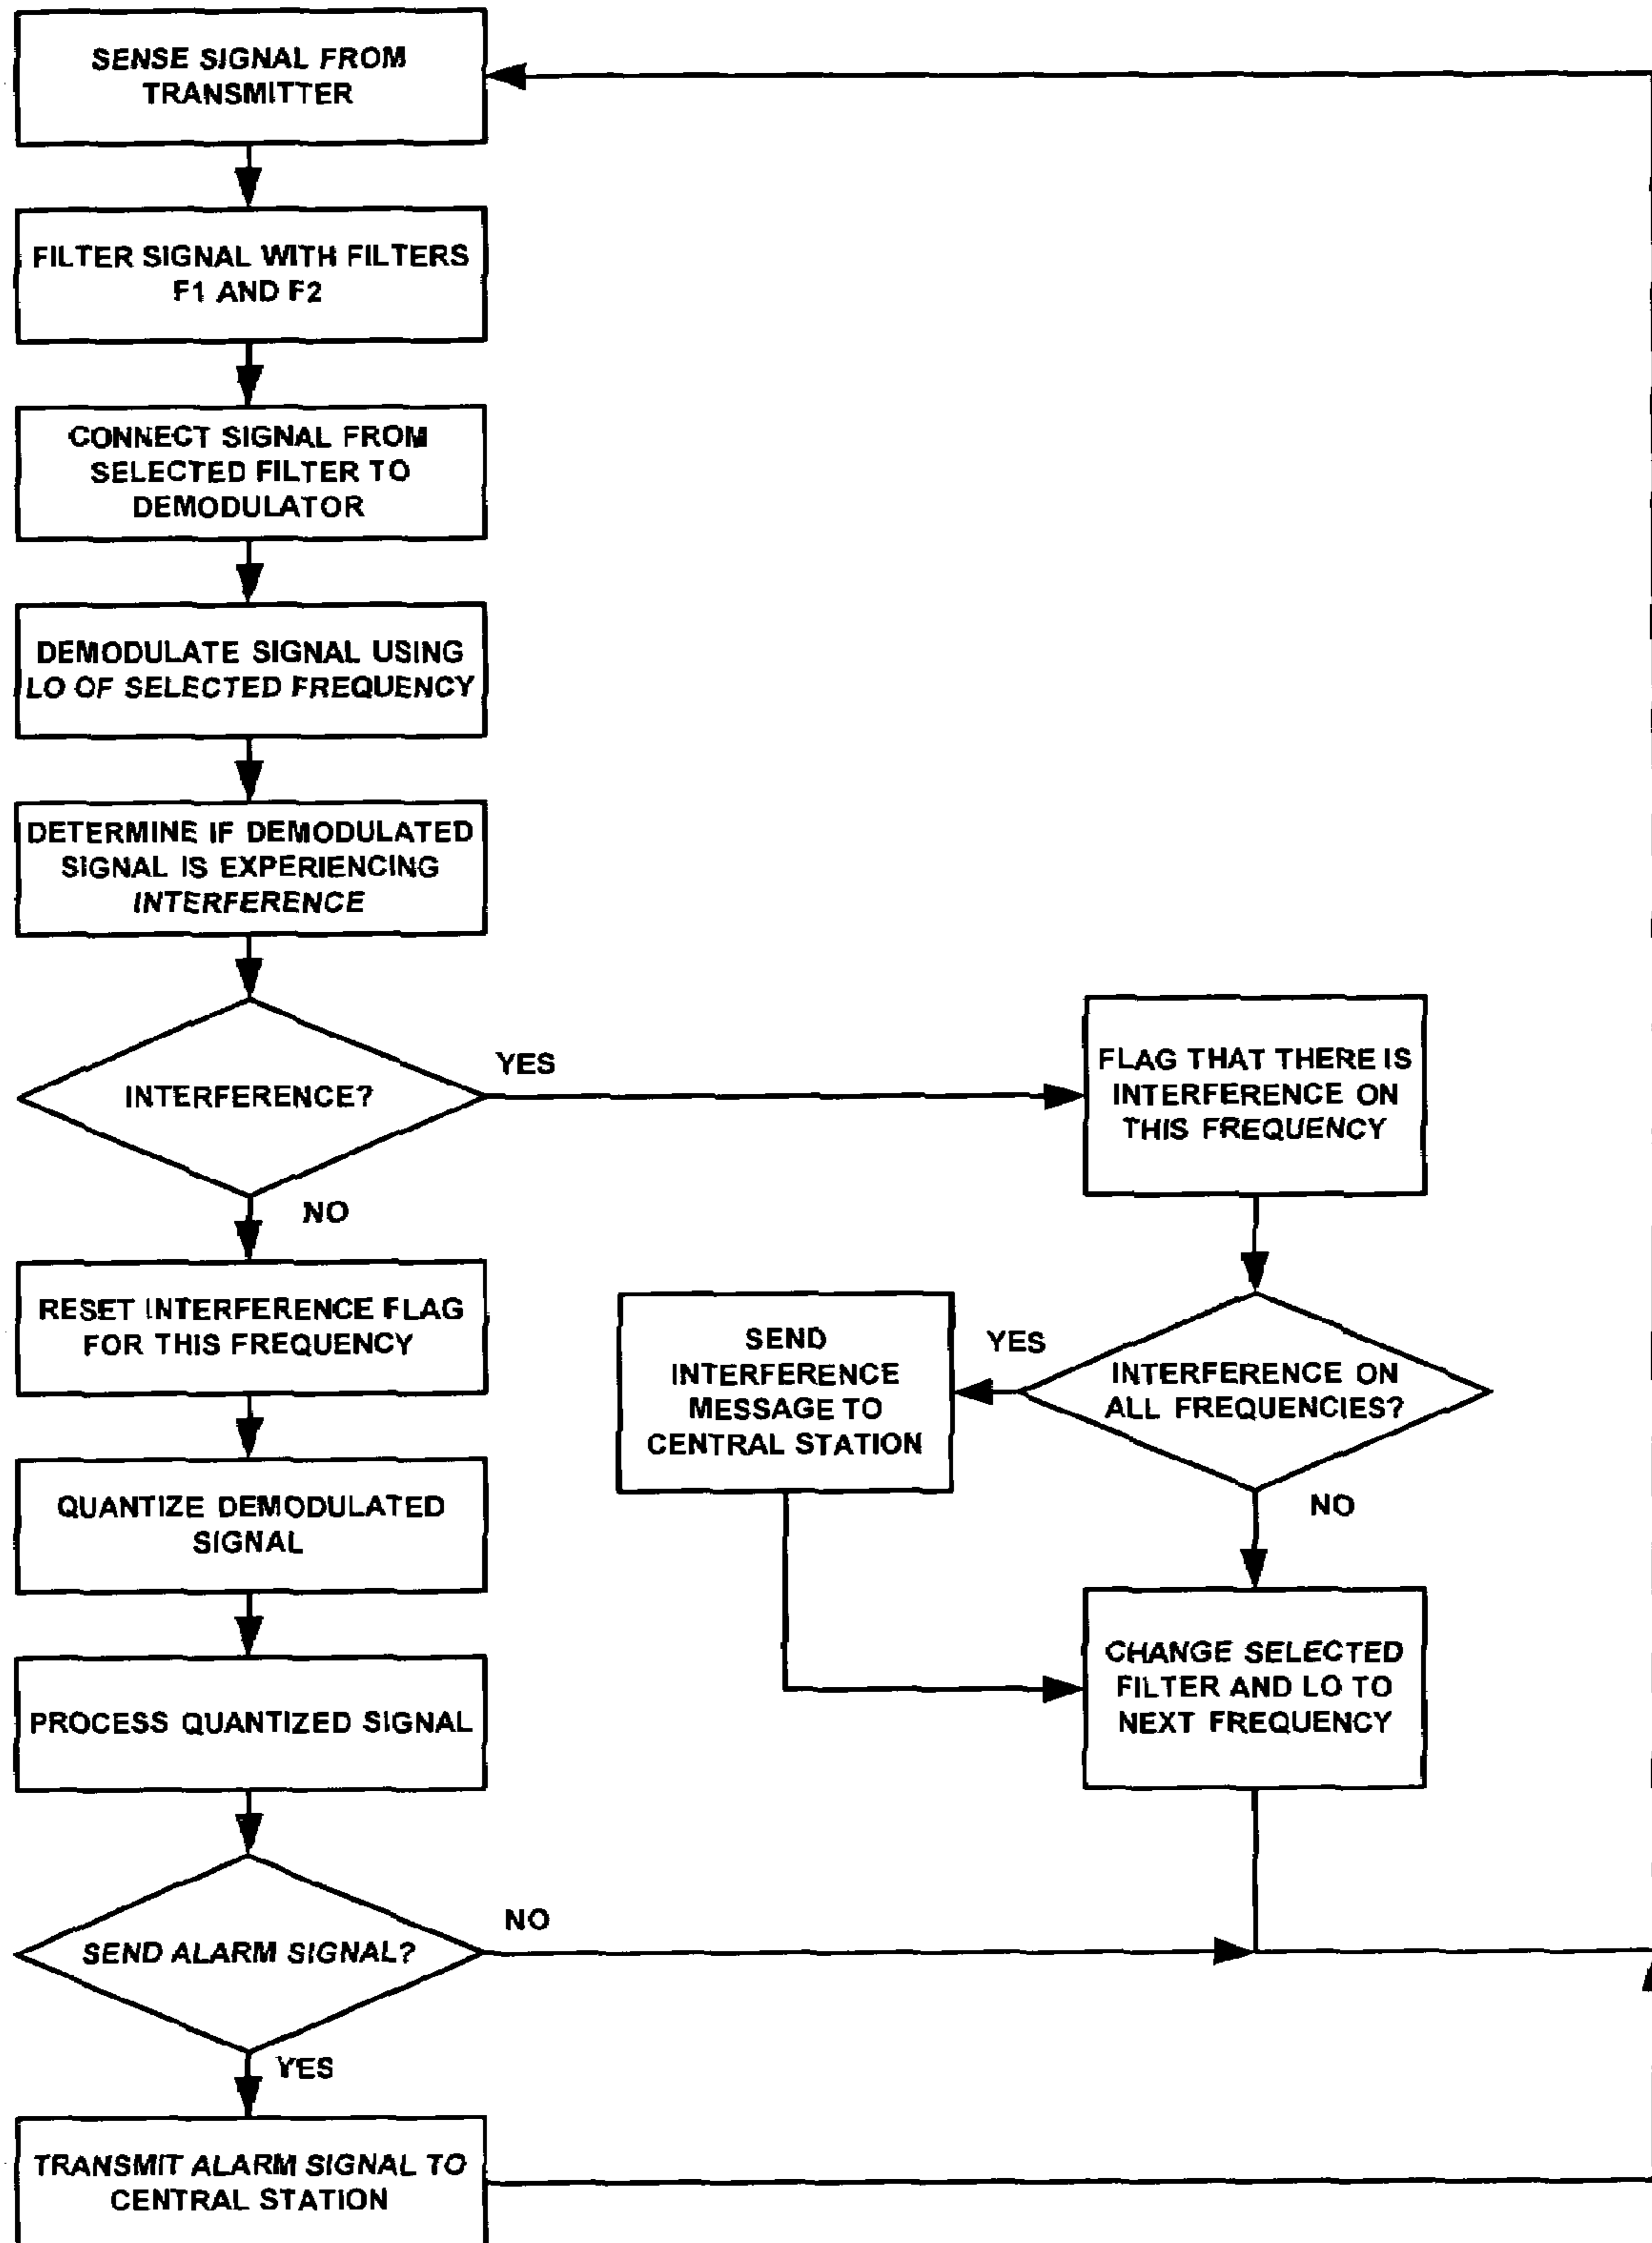 SENSE SIGNAL FROM
TRANSMITTER
FILTER SIGNAL WITH FILTERS
F1 AND F2
CONNECT SIGNAL FROM
SELECTED FILTER TO
DEMODULATOR
DEMODULATE SIGNAL USING
LO OF SELECTED FREQUENCY
DETERMINE IF DEMODULATED
SIGNAL IS EXPERIENCING
INTERFERENCE
INTERFERENCE?
YES
NO
FLAG THAT THERE IS
INTERFERENCE ON
THIS FREQUENCY
RESET INTERFERENCE FLAG
FOR THIS FREQUENCY
SEND
INTERFERENCE
MESSAGE TO
CENTRAL STATION
YES
INTERFERENCE ON
ALL FREQUENCIES?
NO
QUANTIZE DEMODULATED
SIGNAL
CHANGE SELECTED
FILTER AND LO TO
NEXT FREQUENCY
PROCESS QUANTIZED SIGNAL
SEND ALARM SIGNAL?
NO
YES
TRANSMIT ALARM SIGNAL TO
CENTRAL STATION